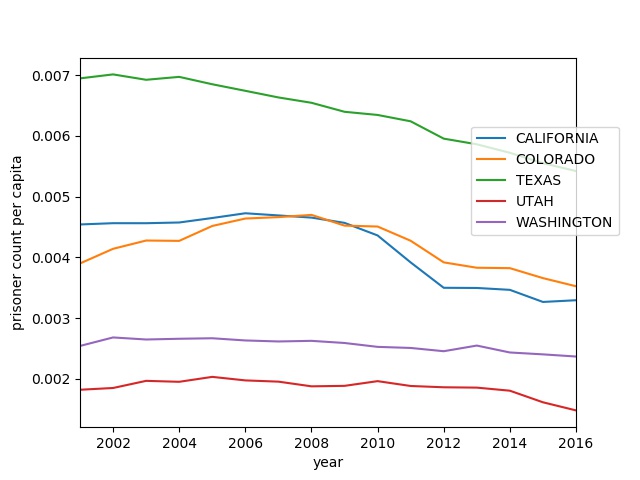 0.007
0.006
0.005
0.004
0.003
0.002
prisoner count per capita
CALIFORNIA
COLORADO
TEXAS
UTAH
WASHINGTON
2002 2004 2006 2008 2010 2012 2014 2016
year